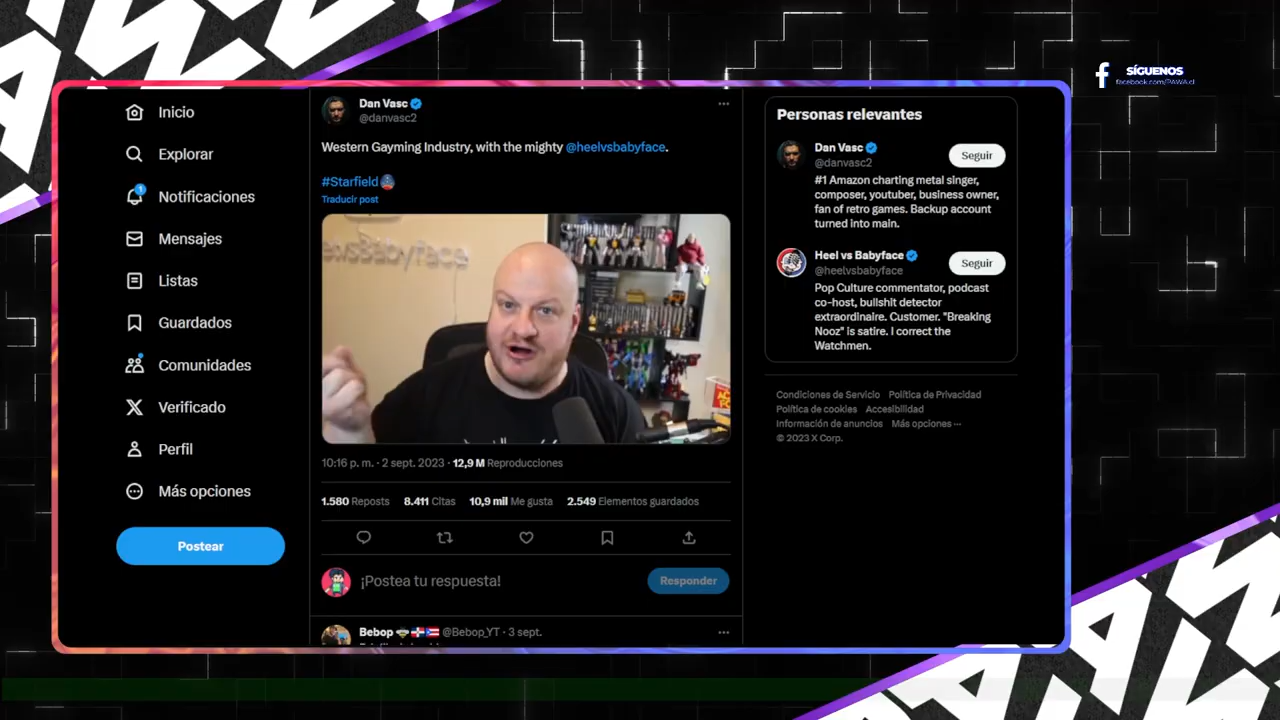 SÍGUENOS
facebook.com/PAWA.cl
Inicio
Explorar
Notificaciones
Mensajes
Listas
Guardados
Comunidades
Verificado
Perfil
Más opciones
Postear
Dan Vasc
@danvasc2
Western Gayming Industry, with the mighty @heelvsbabyface.
#Starfield
Traducir post
10:16 p. m. · 2 sept. 2023 · 12,9 M Reproducciones
1.580 Reposts 8.411 Citas 10,9 mil Me gusta 2.549 Elementos guardados
¡Postea tu respuesta!
Responder
Bebop @Bebop_YT · 3 sept.
Personas relevantes
Dan Vasc
@danvasc2
Seguir
#1 Amazon charting metal singer,
composer, youtuber, business owner,
fan of retro games. Backup account
turned into main.
Heel vs Babyface
@heelvsbabyface
Seguir
Pop Culture commentator, podcast
co-host, bullshit detector
extraordinaire. Customer. "Breaking
Nooz" is satire. I correct the
Watchmen.
Condiciones de Servicio Política de Privacidad
Política de cookies Accesibilidad
Información de anuncios Más opciones ···
© 2023 X Corp.